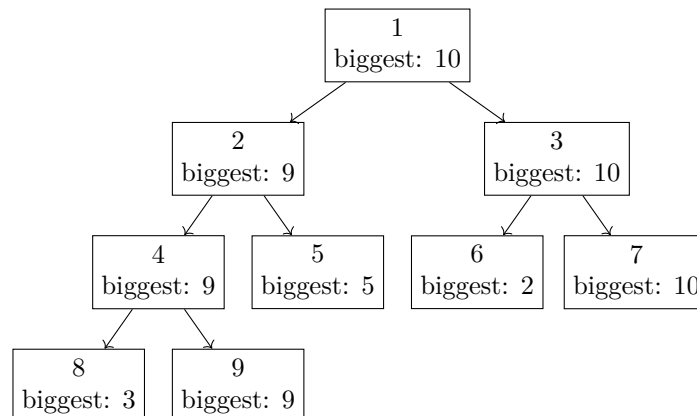 1
biggest: 10
2
biggest: 9
3
biggest: 10
4
biggest: 9
5
biggest: 5
6
biggest: 2
7
biggest: 10
8
biggest: 3
9
biggest: 9